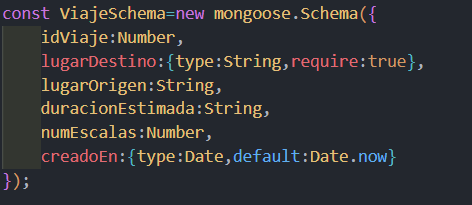 const ViajeSchema=new mongoose.Schema({
    idViaje:Number,
    lugarDestino:{type:String,require:true},
    lugarOrigen:String,
    duracionEstimada:String,
    numEscalas:Number,
    creadoEn:{type:Date,default:Date.now}
});